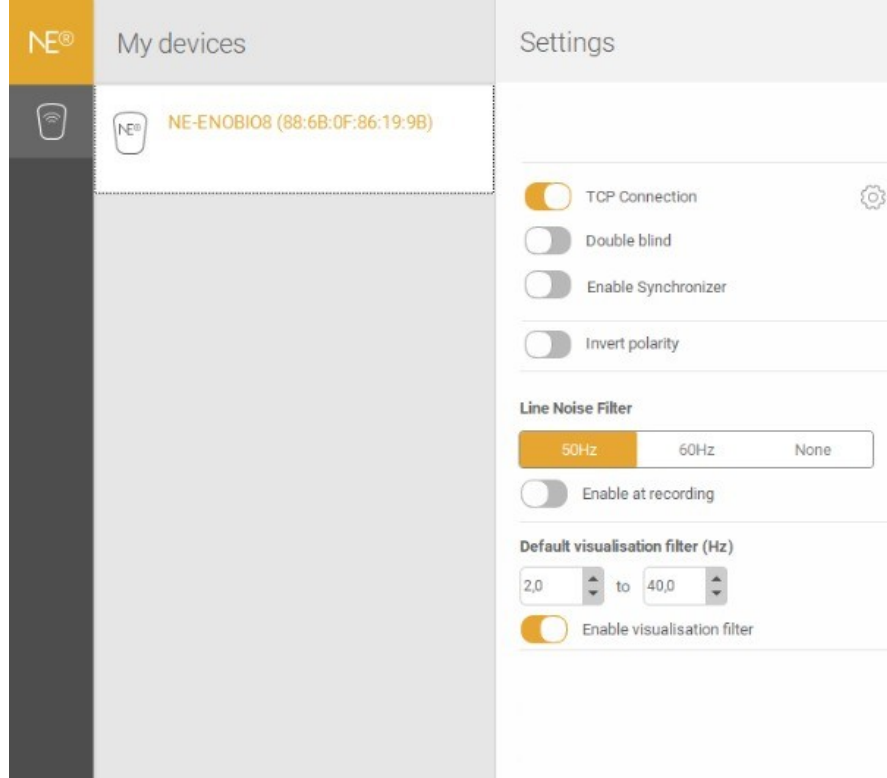 NE®
My devices
Settings
NE®
NE-ENOBIO8 (88:6B:0F:86:19:9B)
TCP Connection
Double blind
Enable Synchronizer
Invert polarity
Line Noise Filter
50Hz 60Hz None
Enable at recording
Default visualisation filter (Hz)
2,0 to 40,0
Enable visualisation filter